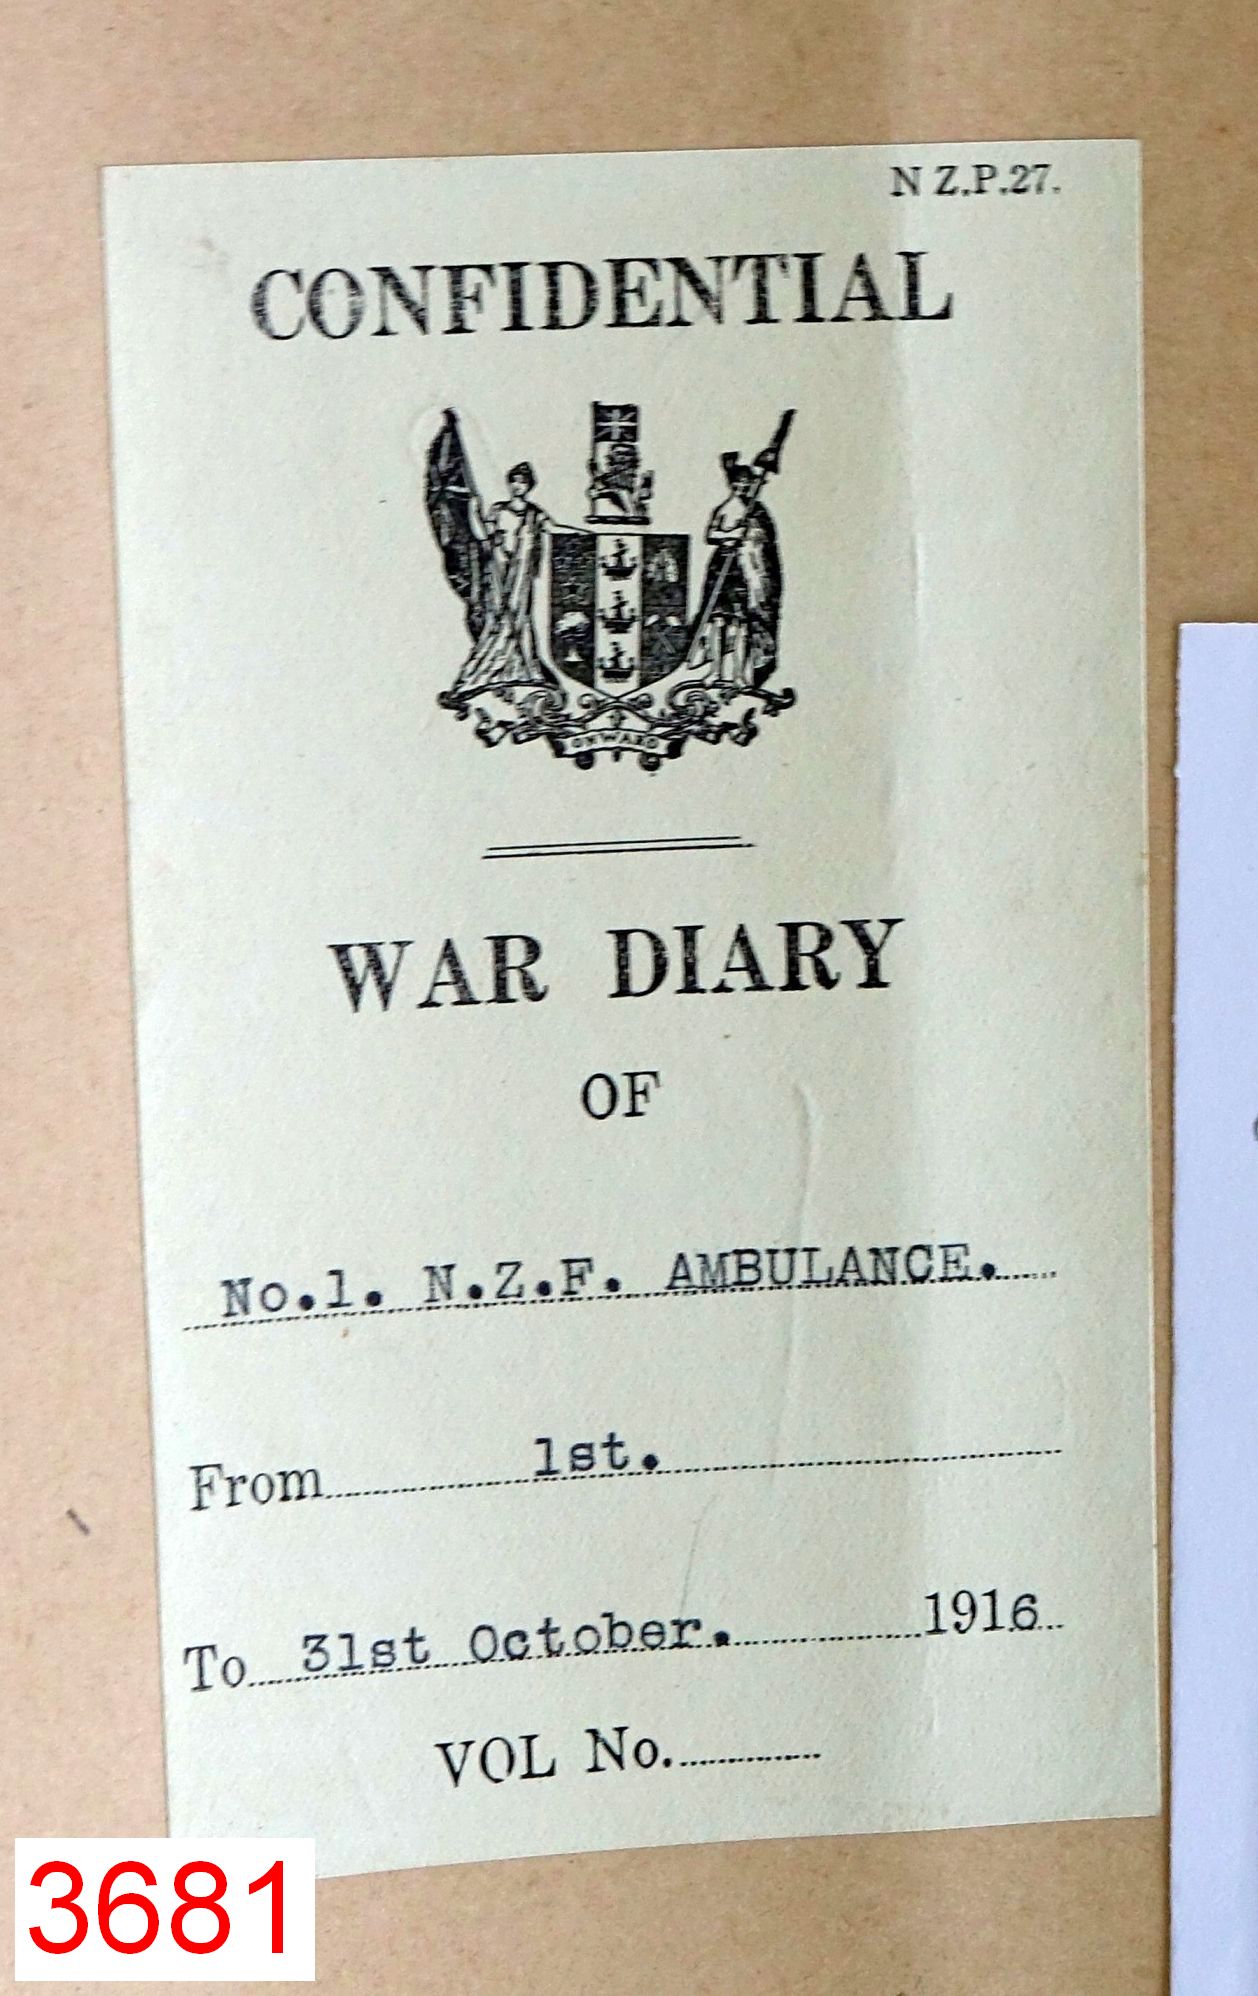 N Z.P.27.
CONFIDENTIAL
ONWARD
WAR DIARY
OF
No.1. N.Z.F. AMBULANCE.
From 1st.
To 31st October. 1916
VOL No.
3681